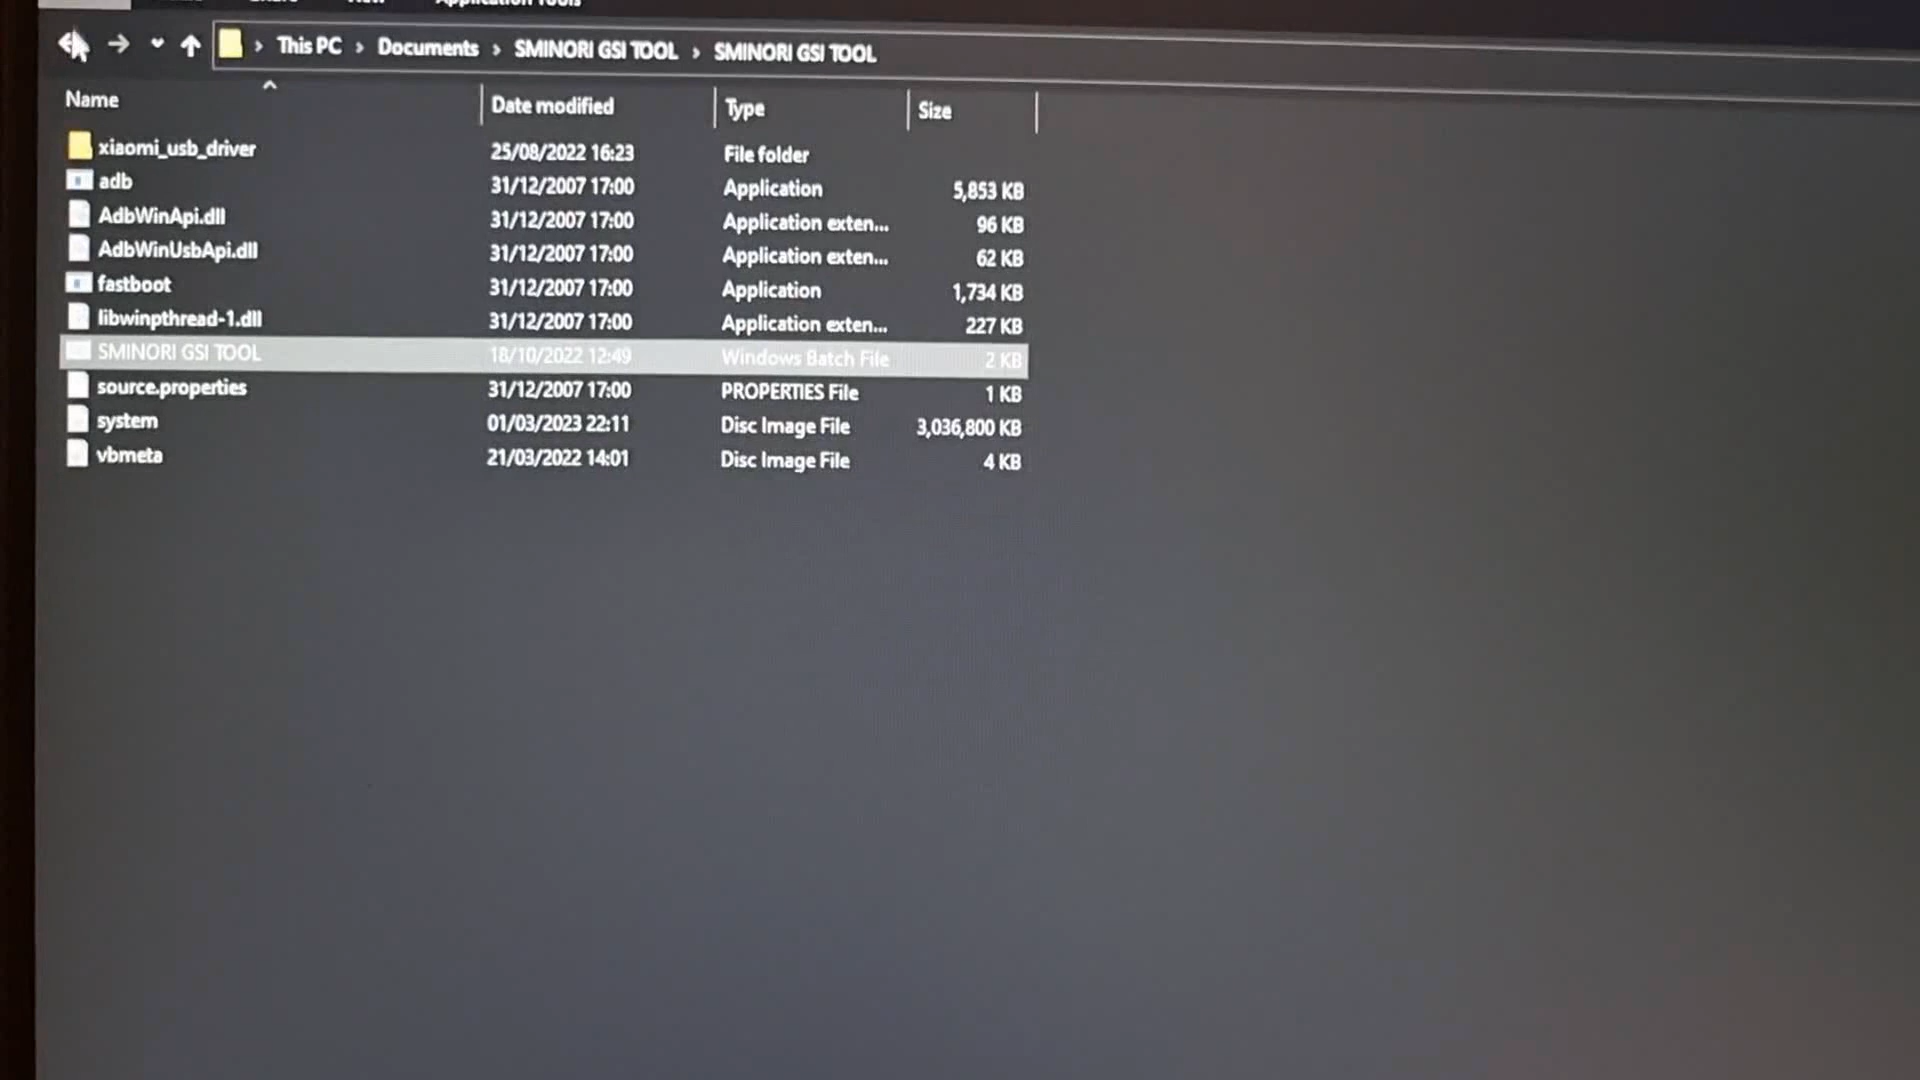 Application Tools
This PC > Documents > SMINORI GSI TOOL > SMINORI GSI TOOL
Name Date modified Type Size
xiaomi_usb_driver 25/08/2022 16:23 File folder
adb 31/12/2007 17:00 Application 5,853 KB
AdbWinApi.dll 31/12/2007 17:00 Application exten... 96 KB
AdbWinUsbApi.dll 31/12/2007 17:00 Application exten... 62 KB
fastboot 31/12/2007 17:00 Application 1,734 KB
libwinpthread-1.dll 31/12/2007 17:00 Application exten... 227 KB
SMINORI GSI TOOL 18/10/2022 12:49 Windows Batch File 2 KB
source.properties 31/12/2007 17:00 PROPERTIES File 1 KB
system 01/03/2023 22:11 Disc Image File 3,036,800 KB
vbmeta 21/03/2022 14:01 Disc Image File 4 KB